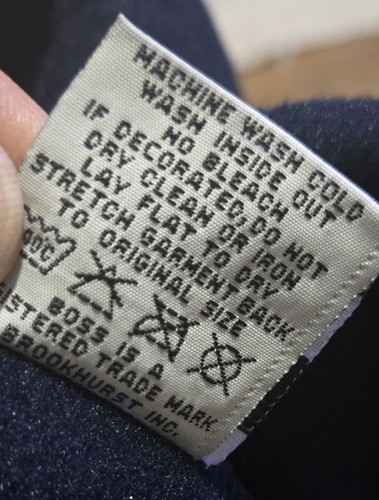 MACHINE WASH COLD
WASH INSIDE OUT
NO BLEACH
IF DECORATED, DO NOT
DRY CLEAN OR IRON
LAY FLAT TO DRY
STRETCH GARMENT BACK
TO ORIGINAL SIZE
BOSS IS A
TRADE MARK
BROOKHURST INC.